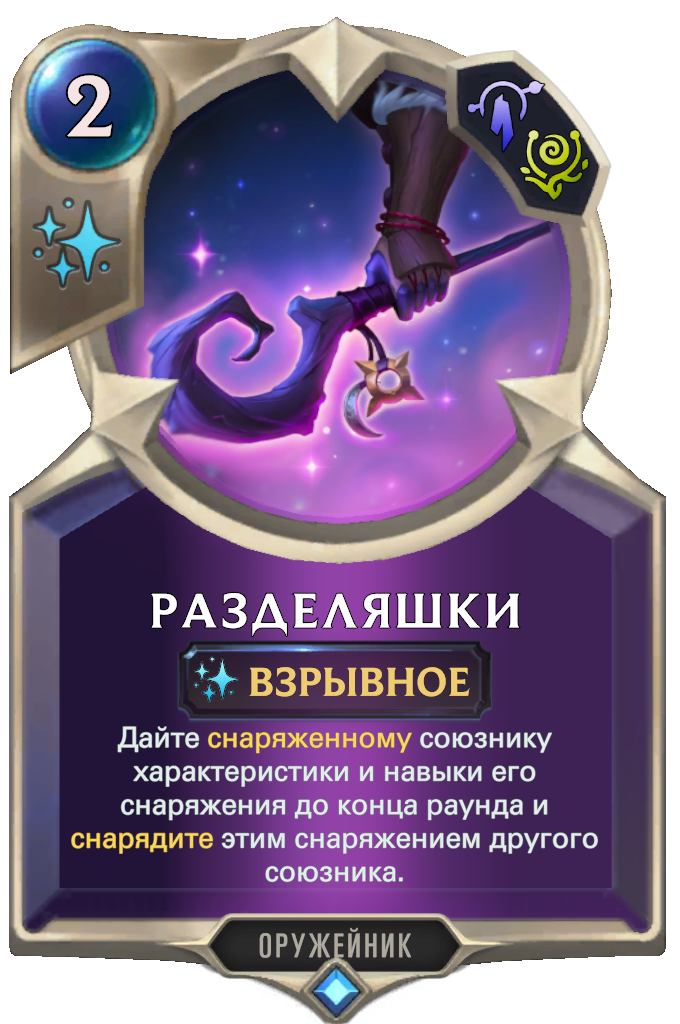 2
РАЗДЕЛЯШКИ
ВЗРЫВНОЕ
Дайте снаряженному союзнику
характеристики и навыки его
снаряжения до конца раунда и
снарядите этим снаряжением другого
союзника.
ОРУЖЕЙНИК